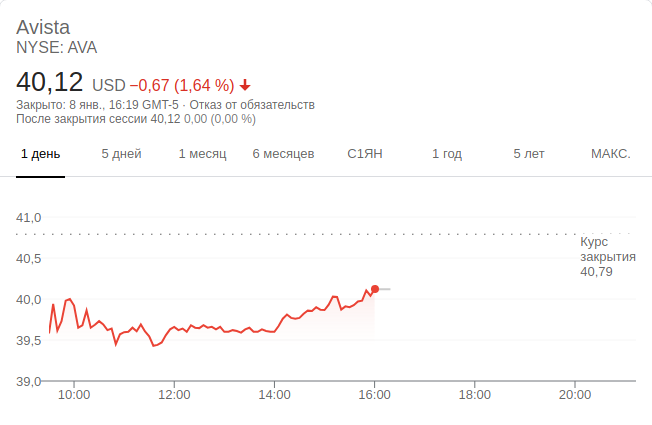 Avista
NYSE: AVA
40,12 USD −0,67 (1,64 %)
Закрыто: 8 янв., 16:19 GMT-5 · Отказ от обязательств
После закрытия сессии 40,12 0,00 (0,00 %)
1 день 5 дней 1 месяц 6 месяцев С1ЯН 1 год 5 лет МАКС.
41,0
Курс
закрытия
40,79
40,5
40,0
39,5
39,0
10:00 12:00 14:00 16:00 18:00 20:00